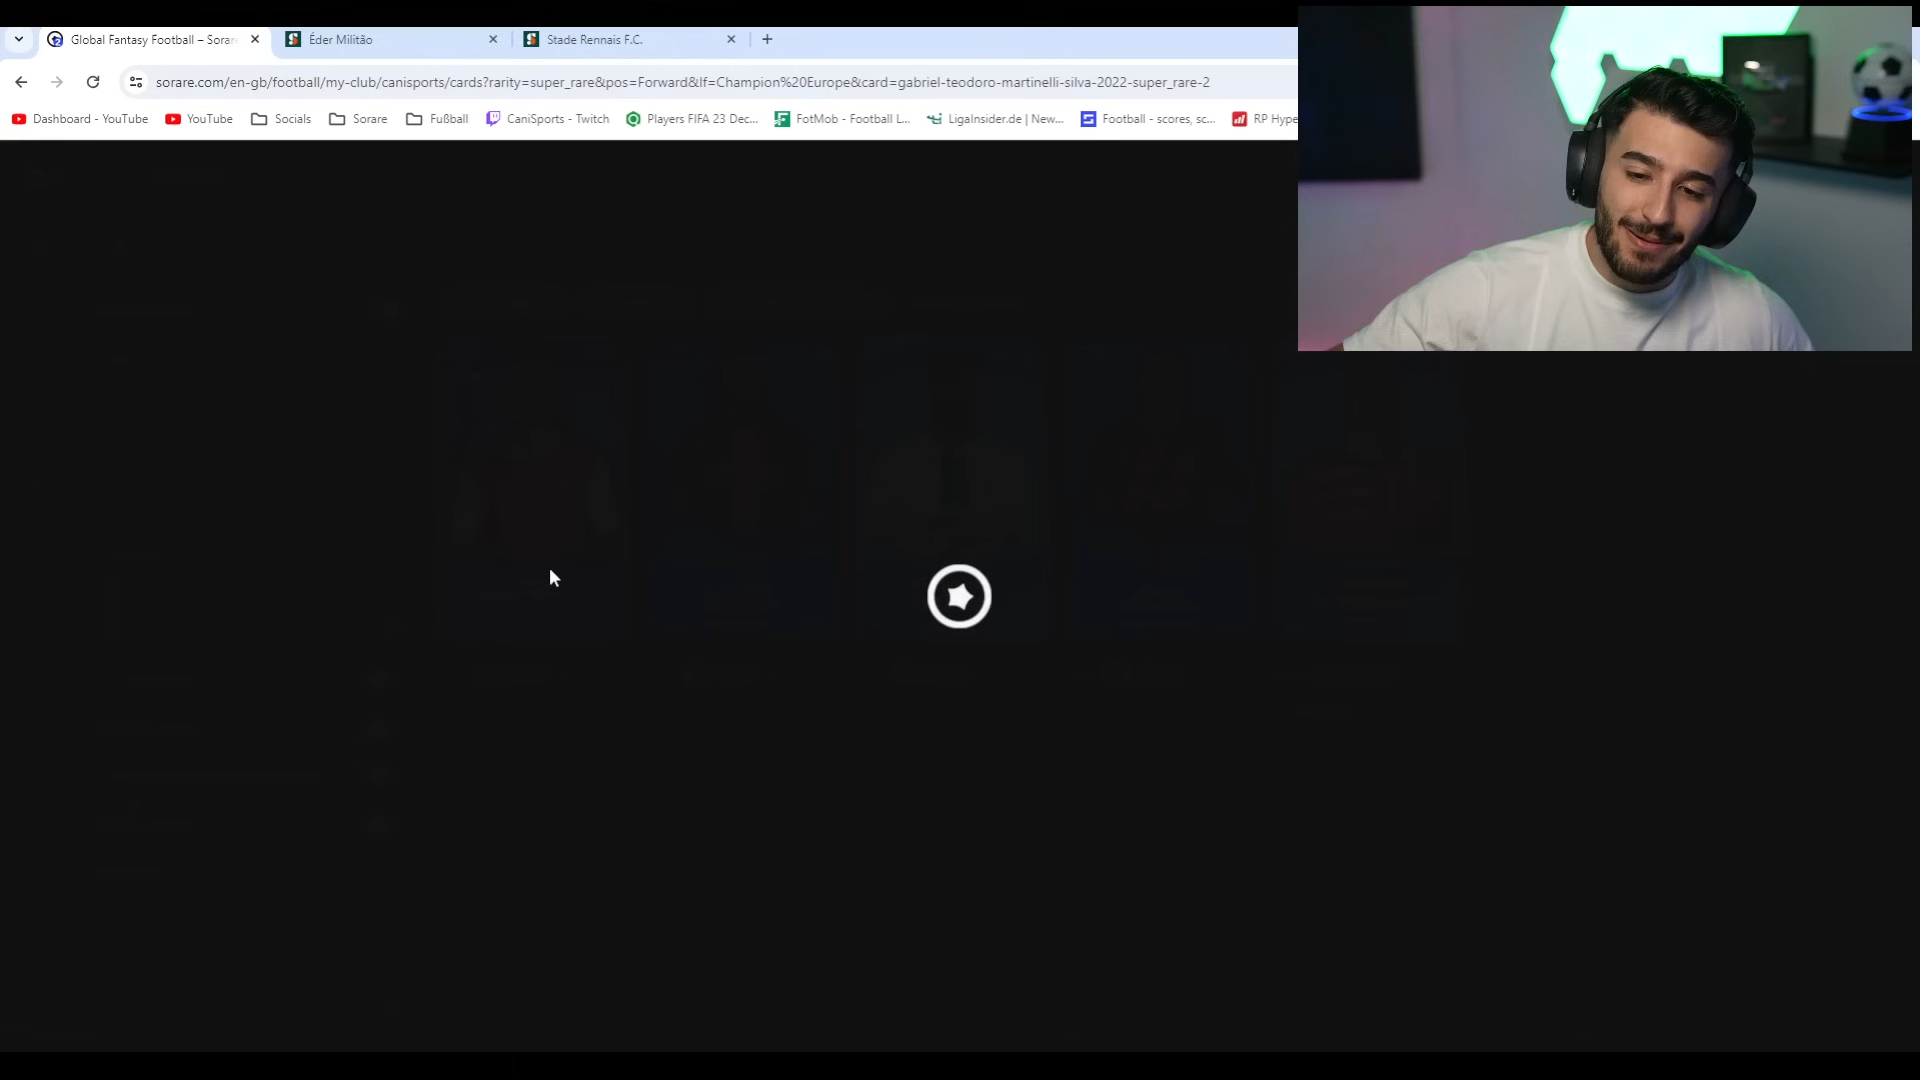 Global Fantasy Football – Sorar
Éder Militão
Stade Rennais F.C.
sorare.com/en-gb/football/my-club/canisports/cards?rarity=super_rare&pos=Forward&lf=Champion%20Europe&card=gabriel-teodoro-martinelli-silva-2022-super_rare-2
Dashboard - YouTube
YouTube
Socials
Sorare
Fußball
CaniSports - Twitch
Players FIFA 23 Dec...
FotMob - Football L...
LigaInsider.de | New...
Football - scores, sc...
RP Hype